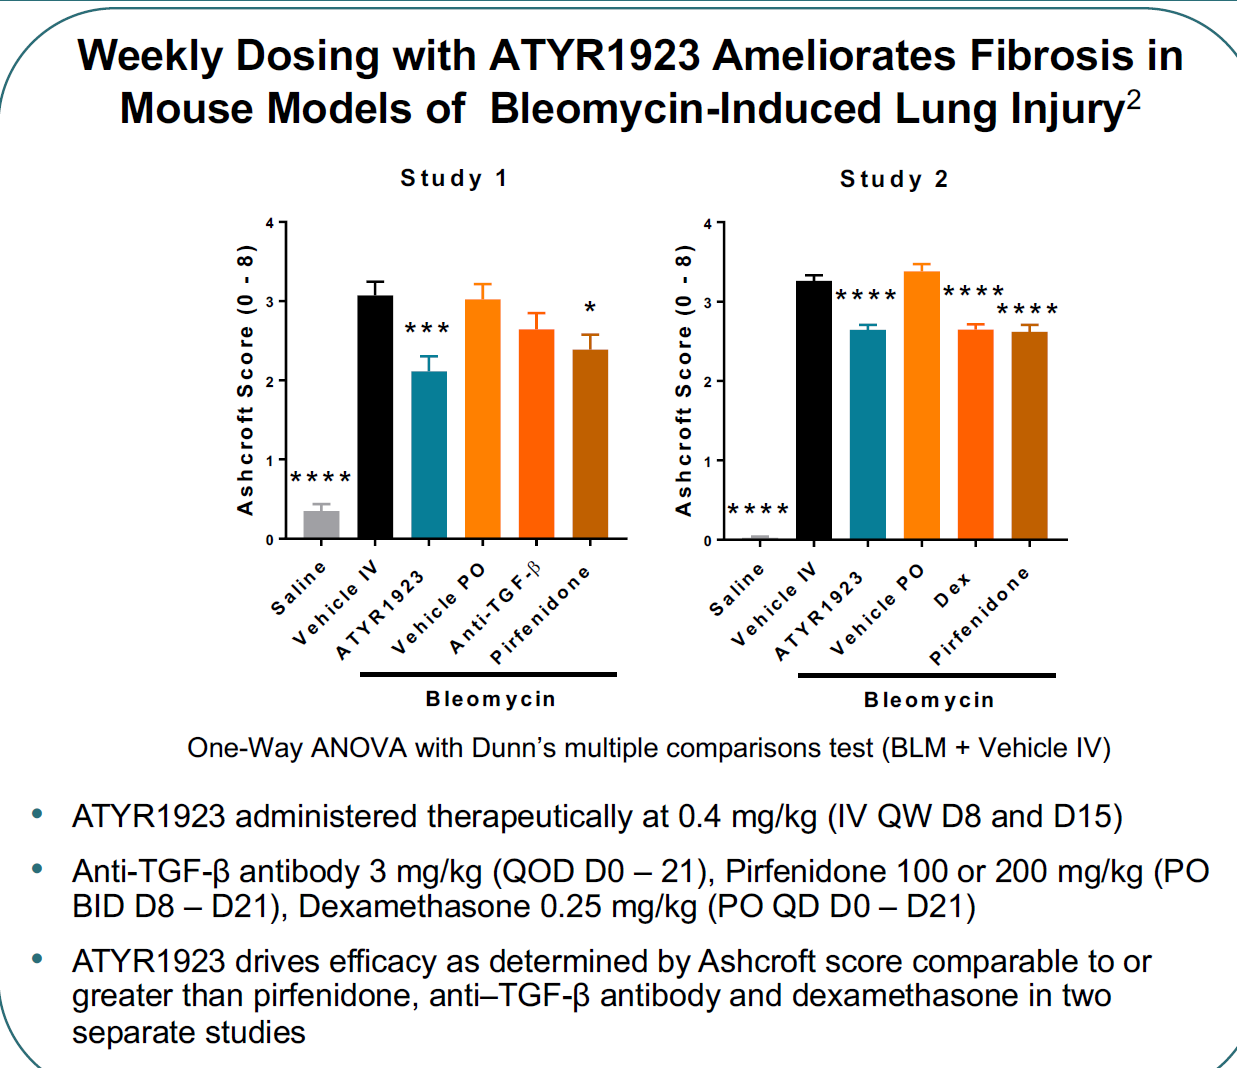 Weekly Dosing with ATYR1923 Ameliorates Fibrosis in
Mouse Models of Bleomycin-Induced Lung Injury2
Study 1
Ashcroft Score (0 - 8)
4
3
2
1
0
****
***
*
Saline
Vehicle IV
ATYR1923
Vehicle PO
Anti-TGF-β
Pirfenidone
Bleomycin
Study 2
Ashcroft Score (0 - 8)
4
3
2
1
0
****
****
****
****
Saline
Vehicle IV
ATYR1923
Vehicle PO
Dex
Pirfenidone
Bleomycin
One-Way ANOVA with Dunn’s multiple comparisons test (BLM + Vehicle IV)
• ATYR1923 administered therapeutically at 0.4 mg/kg (IV QW D8 and D15)
• Anti-TGF-β antibody 3 mg/kg (QOD D0 – 21), Pirfenidone 100 or 200 mg/kg (PO
BID D8 – D21), Dexamethasone 0.25 mg/kg (PO QD D0 – D21)
• ATYR1923 drives efficacy as determined by Ashcroft score comparable to or
greater than pirfenidone, anti–TGF-β antibody and dexamethasone in two
separate studies